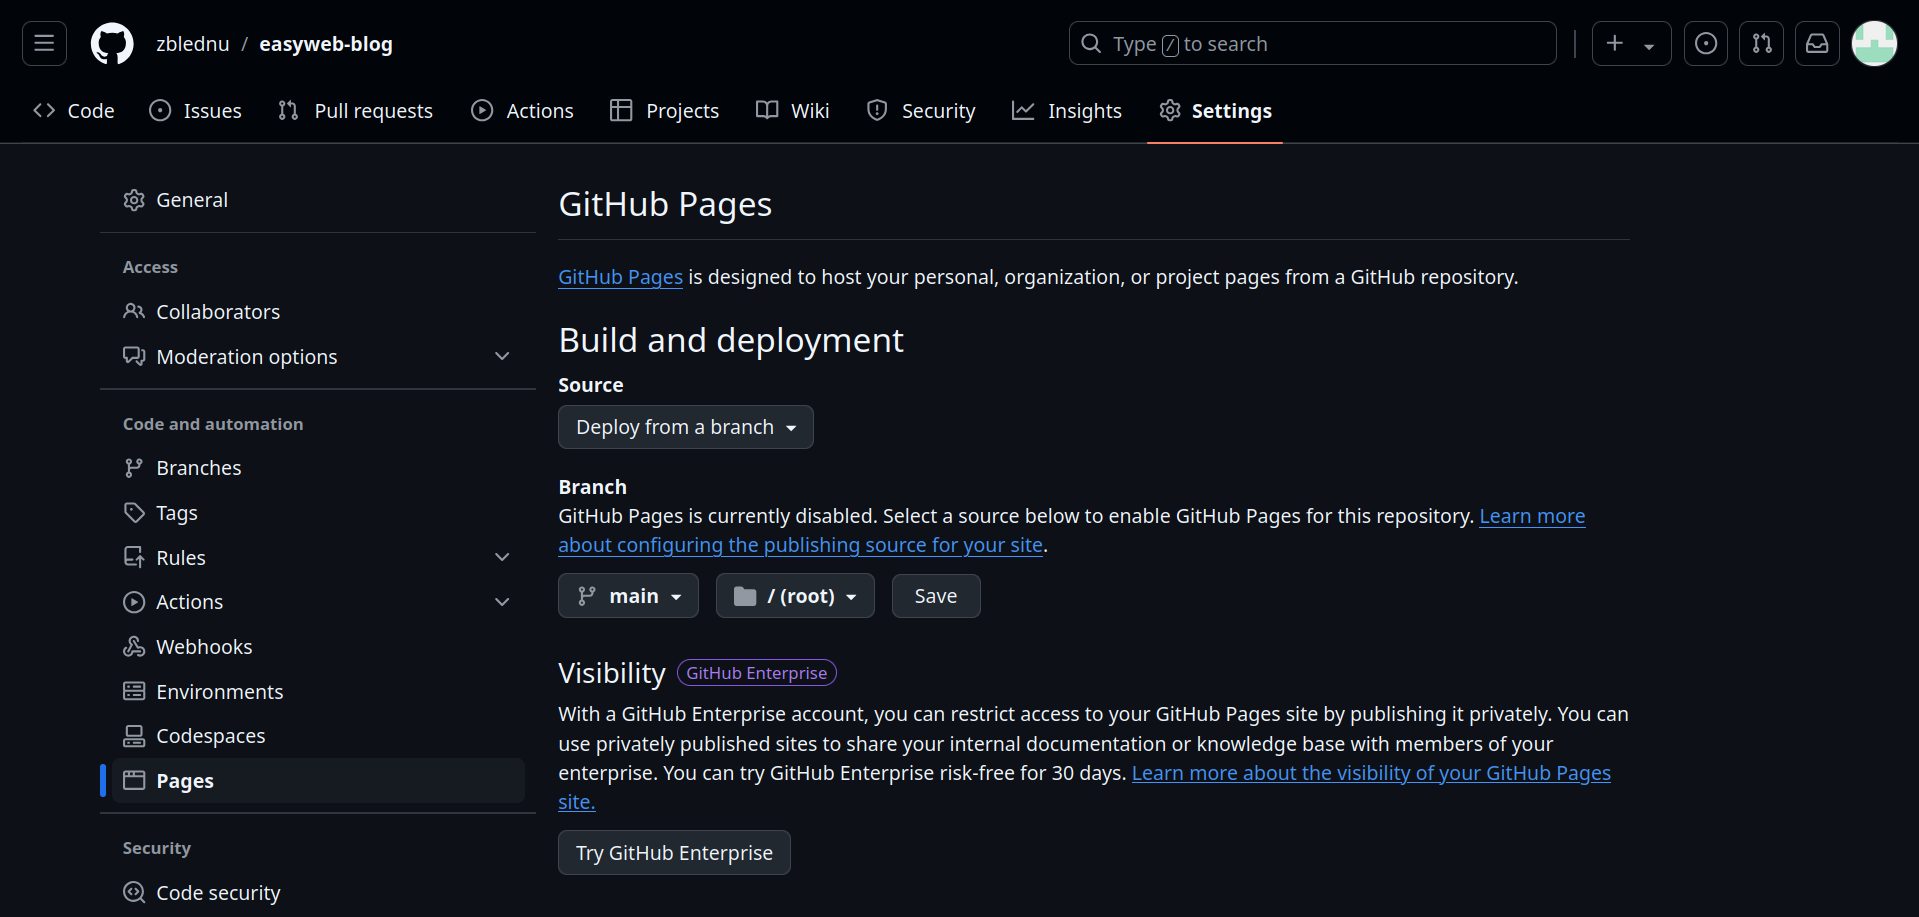 zblednu / easyweb-blog
Type / to search
Code Issues Pull requests Actions Projects Wiki Security Insights Settings
General
Access
Collaborators
Moderation options
Code and automation
Branches
Tags
Rules
Actions
Webhooks
Environments
Codespaces
Pages
Security
Code security
GitHub Pages
GitHub Pages is designed to host your personal, organization, or project pages from a GitHub repository.
Build and deployment
Source
Deploy from a branch
Branch
GitHub Pages is currently disabled. Select a source below to enable GitHub Pages for this repository. Learn more
about configuring the publishing source for your site.
main / (root) Save
Visibility GitHub Enterprise
With a GitHub Enterprise account, you can restrict access to your GitHub Pages site by publishing it privately. You can
use privately published sites to share your internal documentation or knowledge base with members of your
enterprise. You can try GitHub Enterprise risk-free for 30 days. Learn more about the visibility of your GitHub Pages
site.
Try GitHub Enterprise